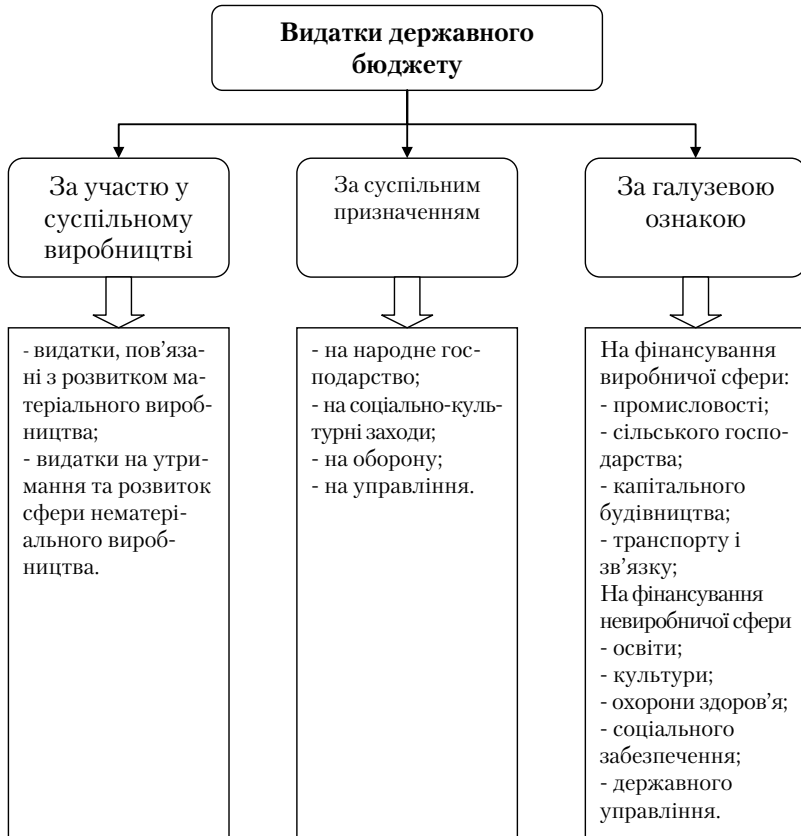 Видатки державного
бюджету
За участю у
суспільному
виробництві
За суспільним
призначенням
За галузевою
ознакою
- видатки, пов’яза-
ні з розвитком ма-
теріального вироб-
ництва;
- видатки на утри-
мання та розвиток
сфери нематері-
ального вироб-
ництва.
- на народне гос-
подарство;
- на соціально-куль-
турні заходи;
- на оборону;
- на управління.
На фінансування
виробничої сфери:
- промисловості;
- сільського госпо-
дарства;
- капітального
будівництва;
- транспорту і
зв’язку;
На фінансування
невиробничої сфери
- освіти;
- культури;
- охорони здоров’я;
- соціального
забезпечення;
- державного
управління.